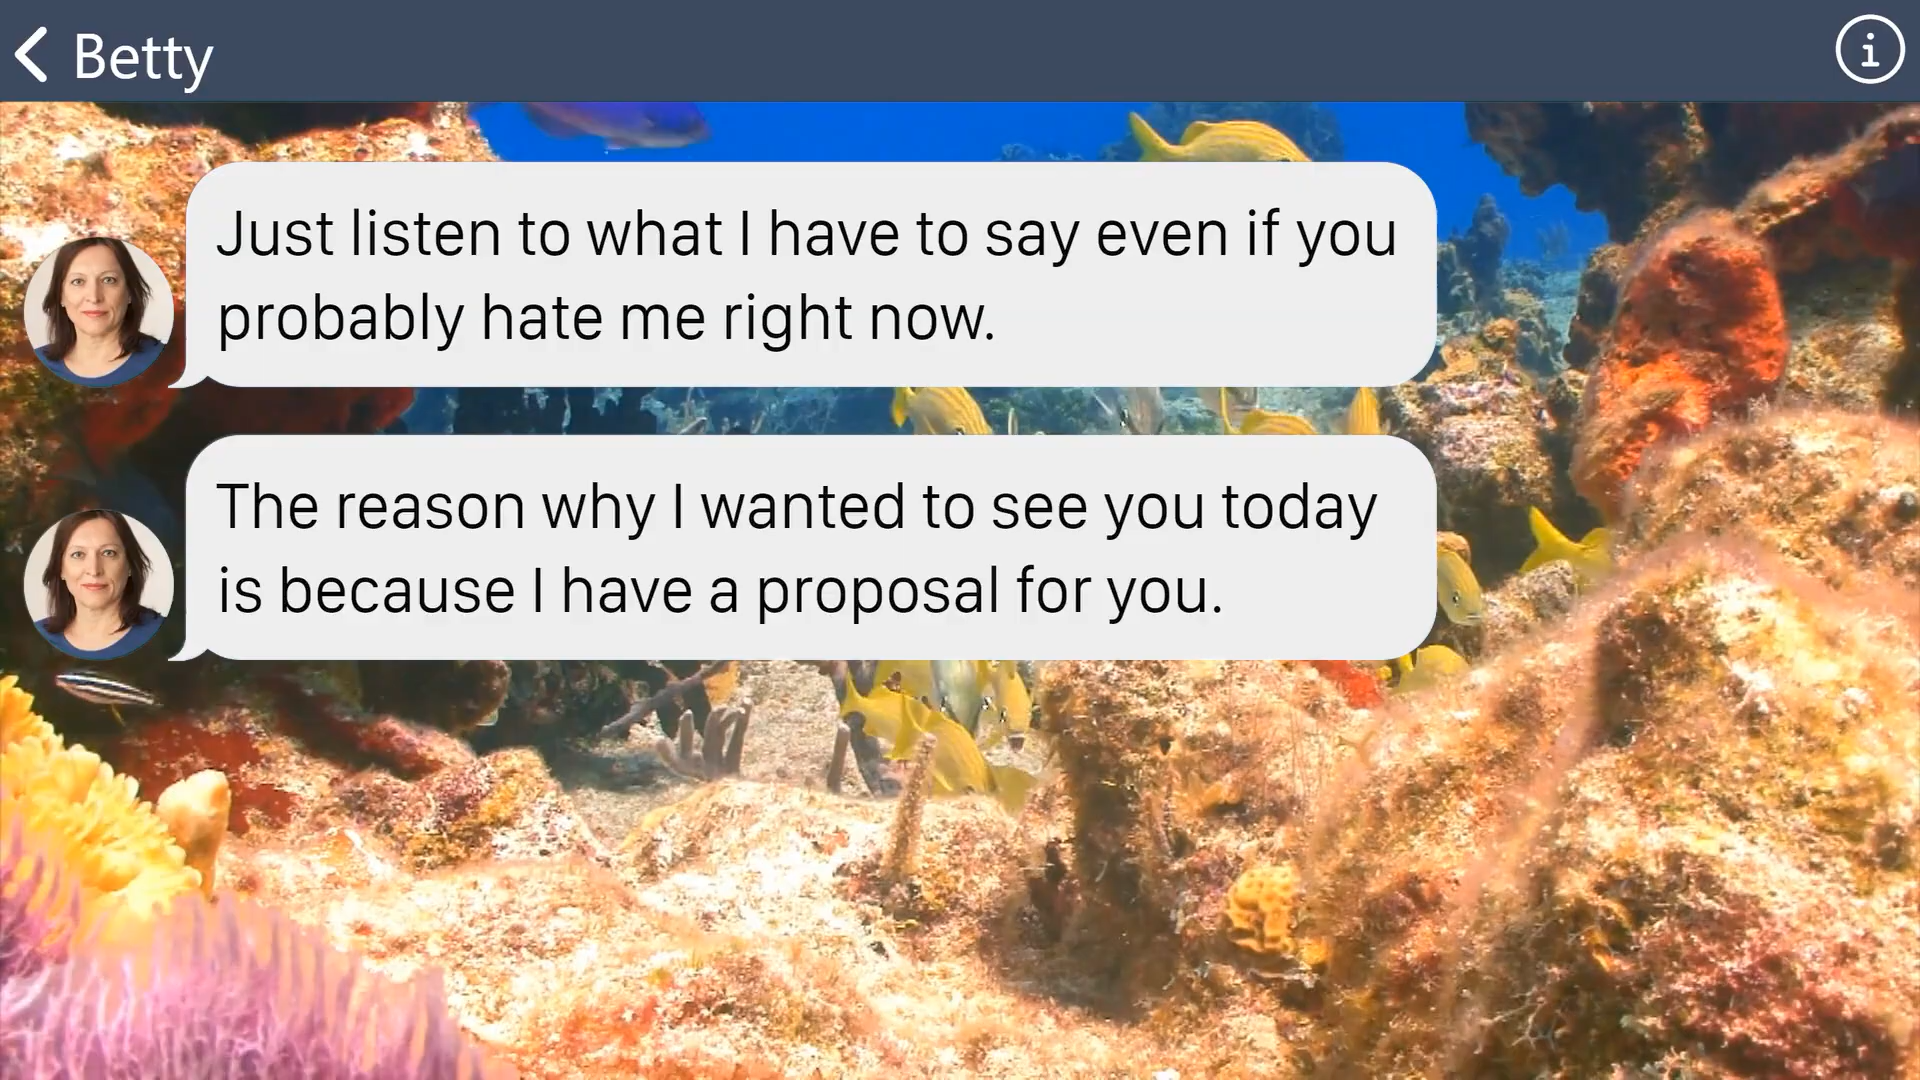 Betty
Just listen to what I have to say even if you
probably hate me right now.
The reason why I wanted to see you today
is because I have a proposal for you.